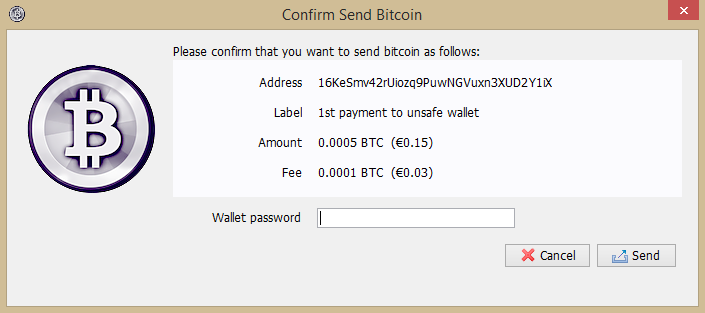 Confirm Send Bitcoin
Please confirm that you want to send bitcoin as follows:
Address 16KeSmv42rUiozq9PuwNGVuxn3XUD2Y1iX
Label 1st payment to unsafe wallet
Amount 0.0005 BTC (€0.15)
Fee 0.0001 BTC (€0.03)
Wallet password
Cancel Send